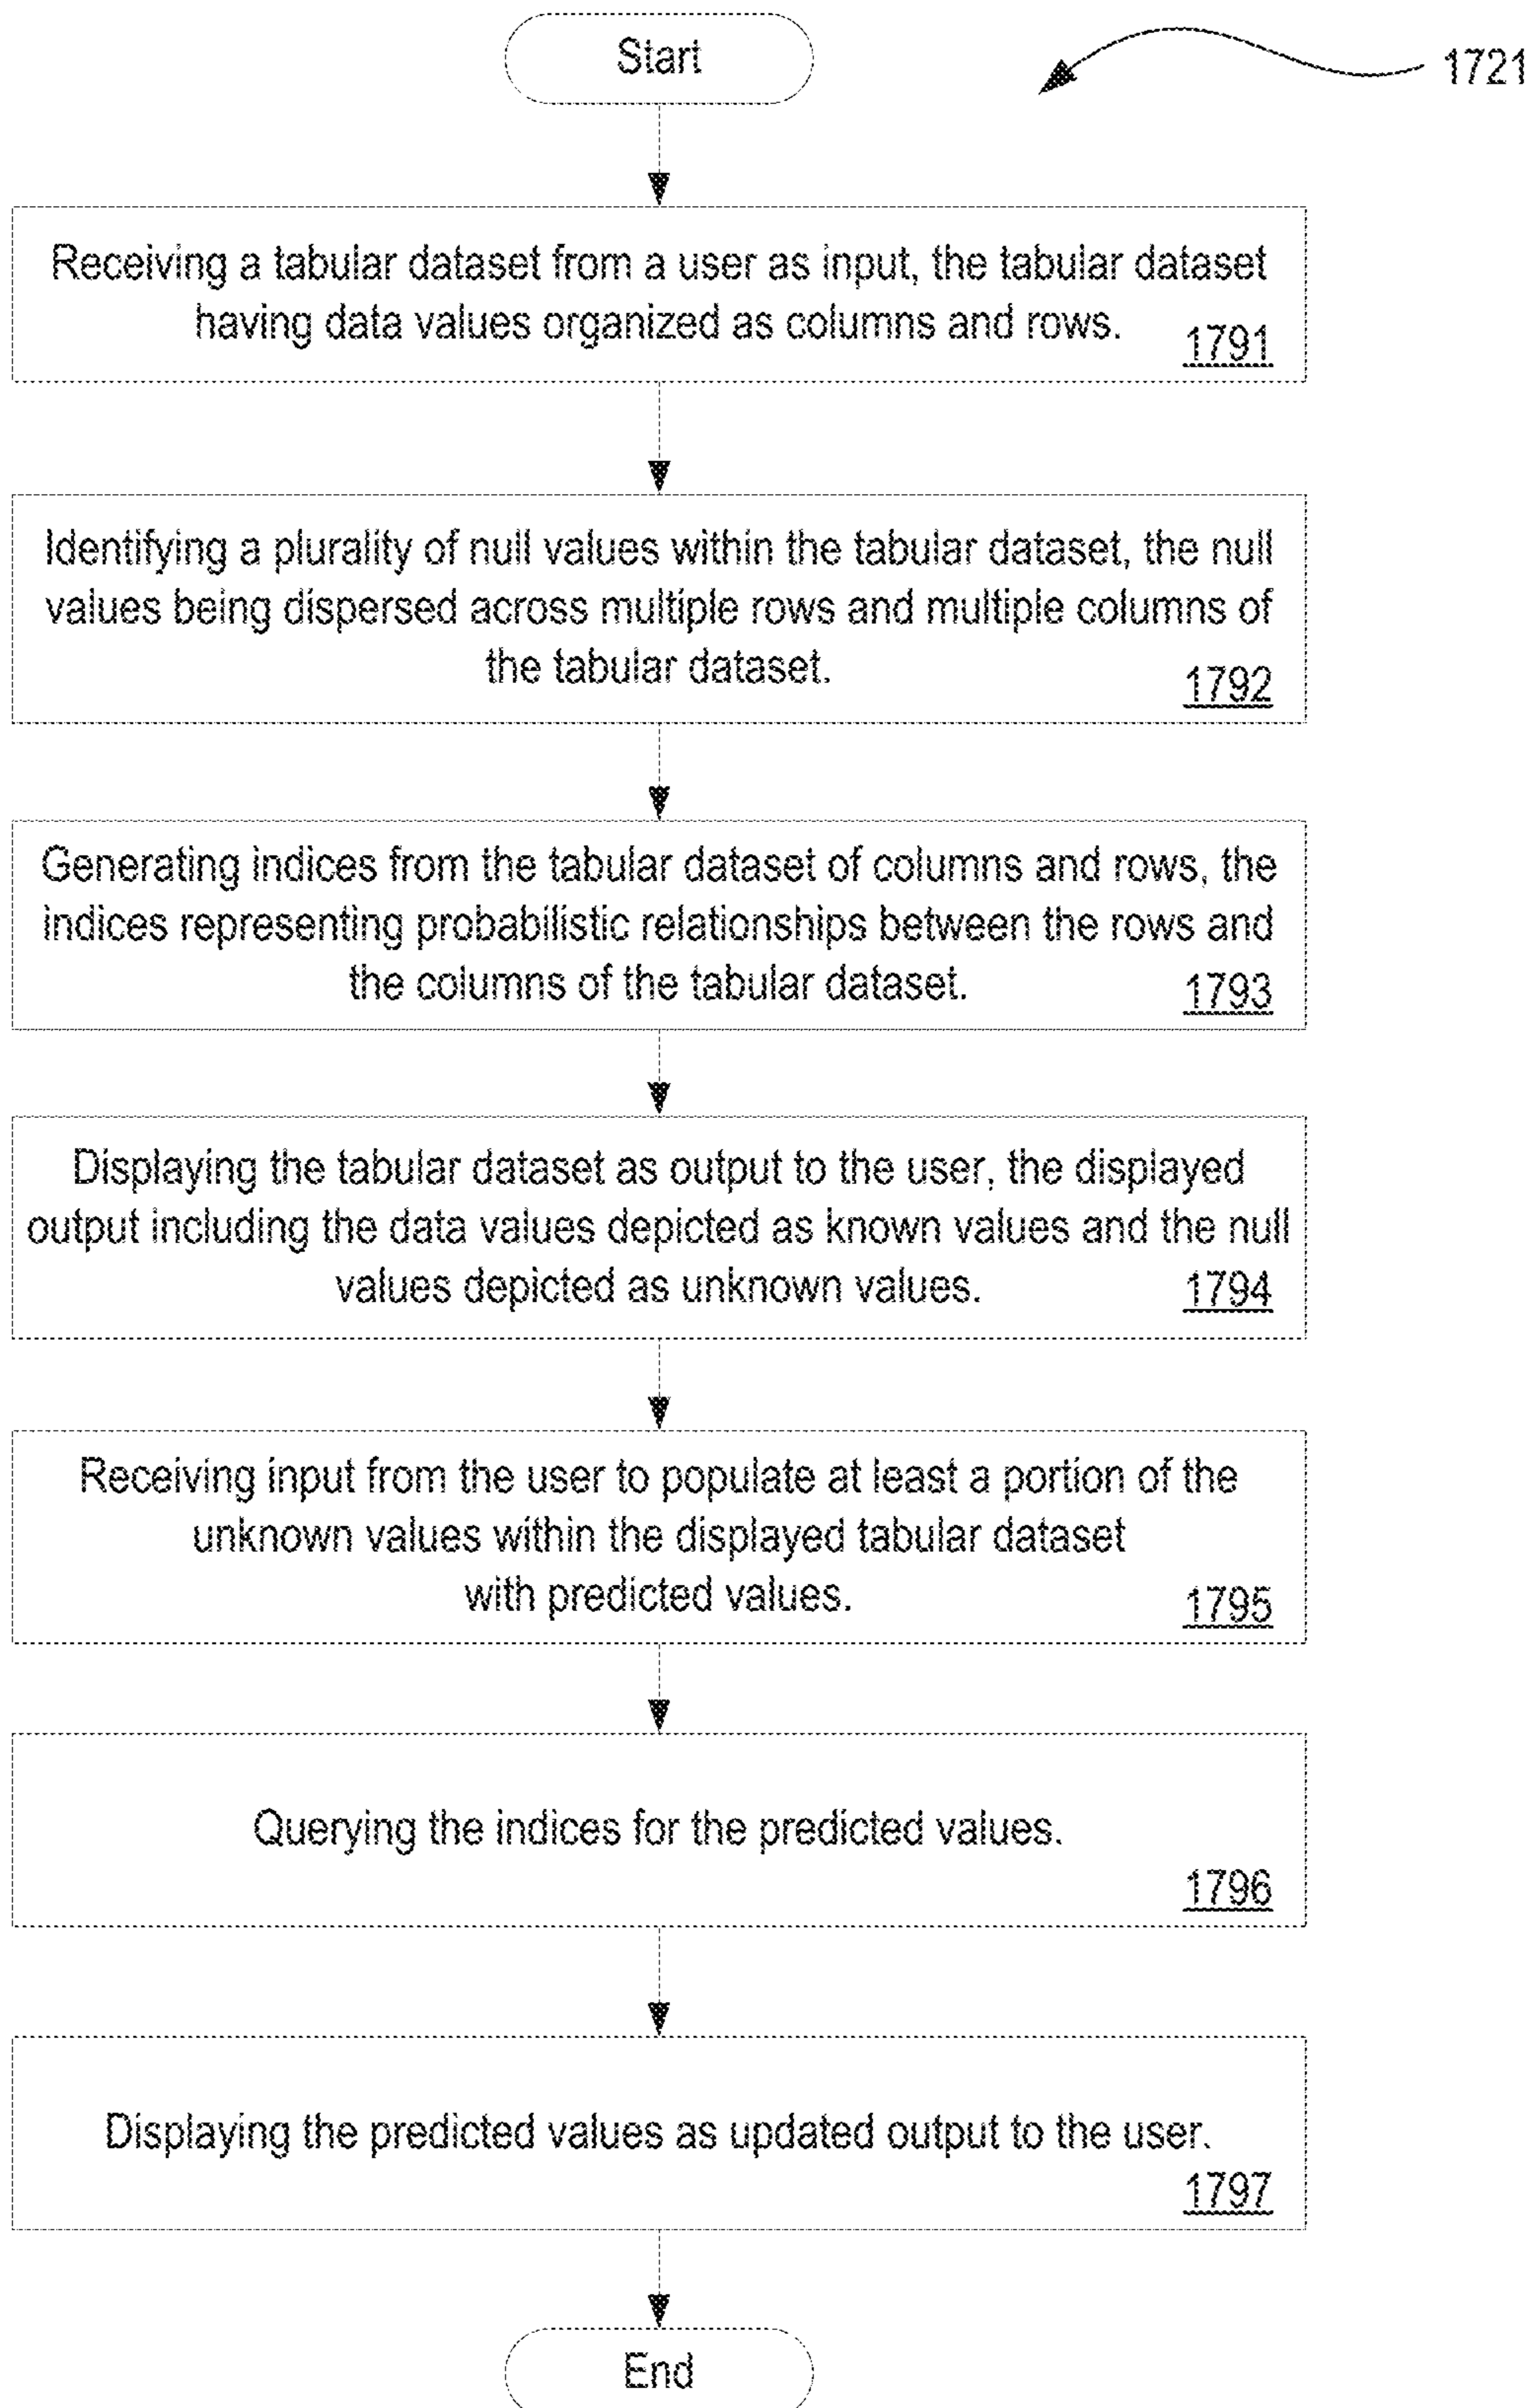 Start
1721
Receiving a tabular dataset from a user as input, the tabular dataset
having data values organized as columns and rows.
1791
Identifying a plurality of null values within the tabular dataset, the null
values being dispersed across multiple rows and multiple columns of
the tabular dataset.
1792
Generating indices from the tabular dataset of columns and rows, the
indices representing probabilistic relationships between the rows and
the columns of the tabular dataset.
1793
Displaying the tabular dataset as output to the user, the displayed
output including the data values depicted as known values and the null
values depicted as unknown values.
1794
Receiving input from the user to populate at least a portion of the
unknown values within the displayed tabular dataset
with predicted values.
1795
Querying the indices for the predicted values.
1796
Displaying the predicted values as updated output to the user.
1797
End